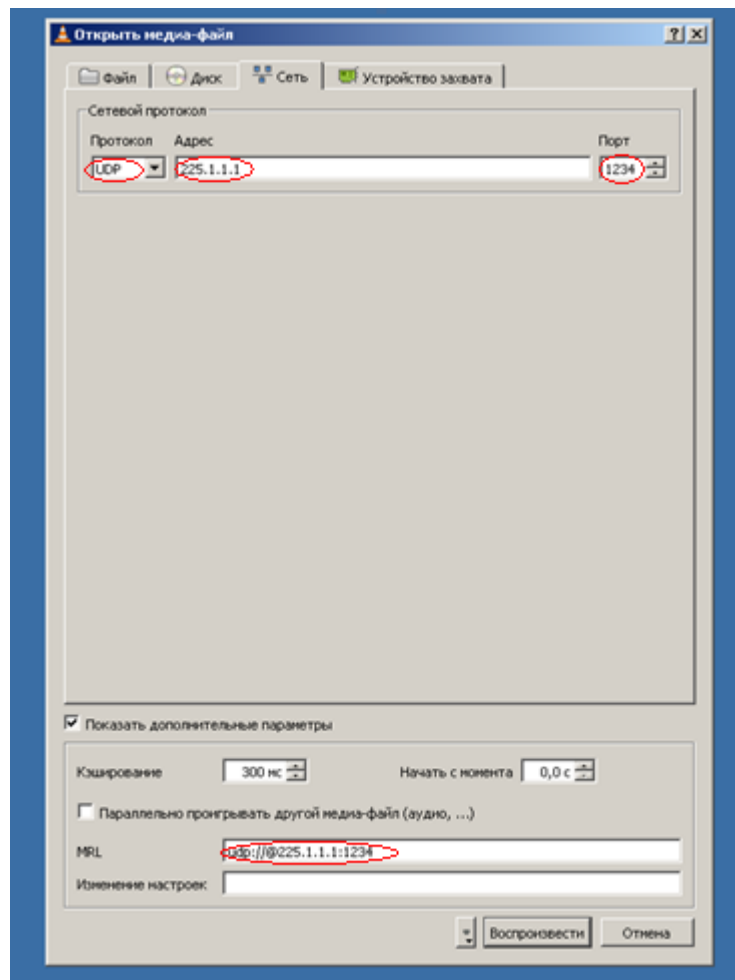 Открыть медиа-файл
Файл Диск Сеть Устройство захвата
Сетевой протокол
Протокол Адрес Порт
UDP 225.1.1.1 1234
Показать дополнительные параметры
Кэширование 300 мс Начать с момента 0,0 с
Параллельно проигрывать другой медиа-файл (аудио, ...)
MRL udp://@225.1.1.1:1234
Изменение настроек:
Воспроизвести Отмена